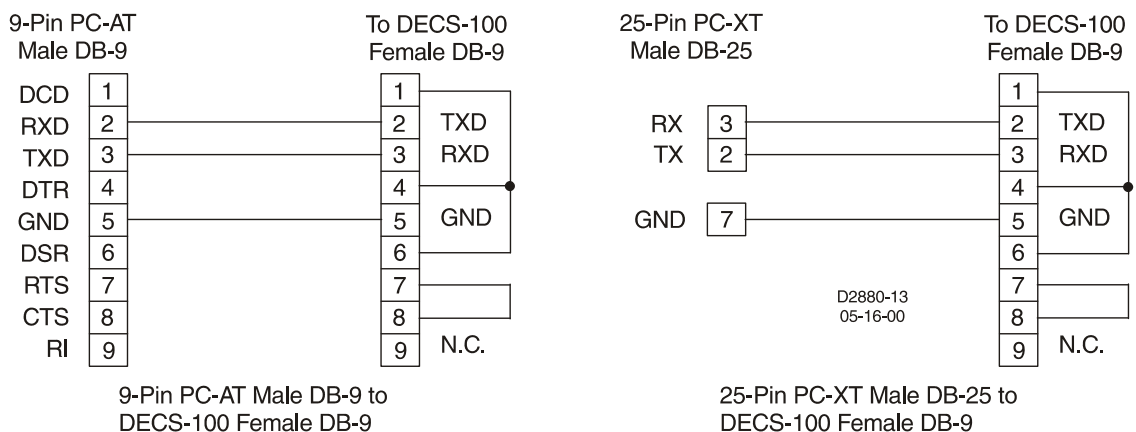 9-Pin PC-AT
Male DB-9
To DECS-100
Female DB-9
DCD 1 1
RXD 2 2 TXD
TXD 3 3 RXD
DTR 4 4
GND 5 5 GND
DSR 6 6
RTS 7 7
CTS 8 8
RI 9 9 N.C.
9-Pin PC-AT Male DB-9 to
DECS-100 Female DB-9
25-Pin PC-XT
Male DB-25
To DECS-100
Female DB-9
1
RX 3 2 TXD
TX 2 3 RXD
4
GND 7 5 GND
6
7
D2880-13
05-16-00
8
9 N.C.
25-Pin PC-XT Male DB-25 to
DECS-100 Female DB-9